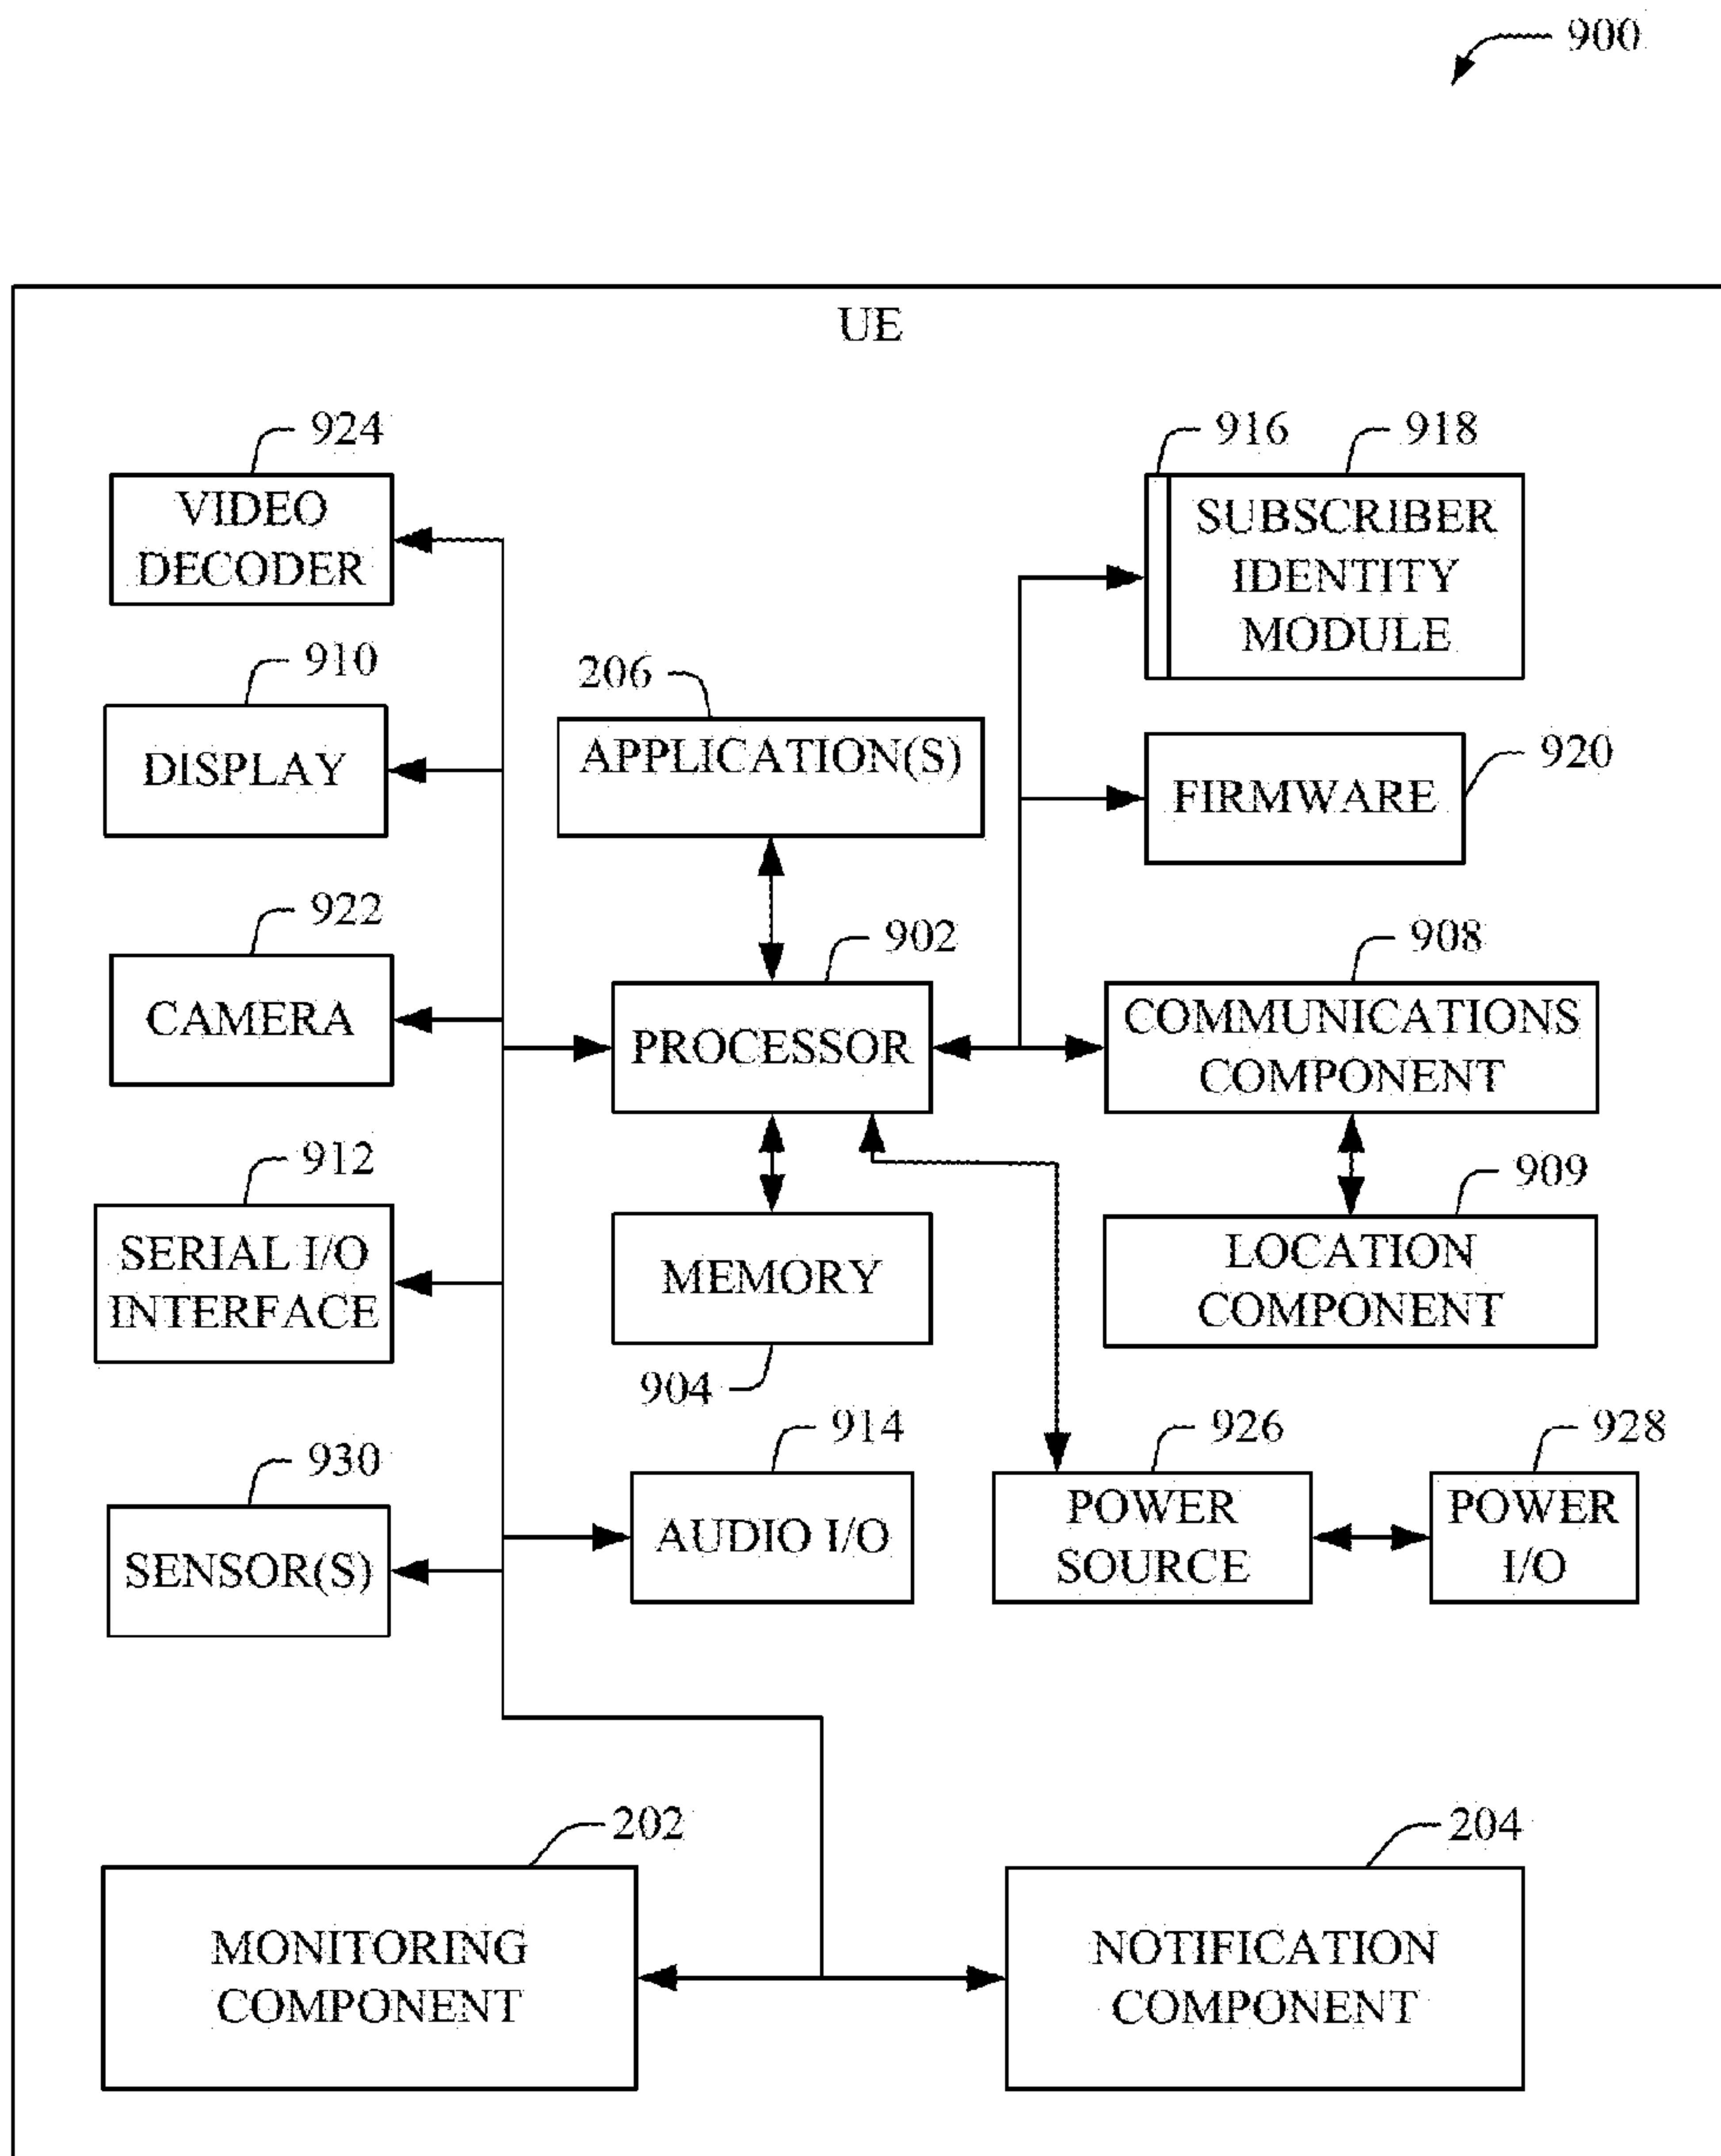 900
UE
924
VIDEO
DECODER
916
918
SUBSCRIBER
IDENTITY
MODULE
910
DISPLAY
206
APPLICATION(S)
920
FIRMWARE
922
CAMERA
902
PROCESSOR
908
COMMUNICATIONS
COMPONENT
912
SERIAL I/O
INTERFACE
MEMORY
904
909
LOCATION
COMPONENT
930
SENSOR(S)
914
AUDIO I/O
926
POWER
SOURCE
928
POWER
I/O
202
MONITORING
COMPONENT
204
NOTIFICATION
COMPONENT